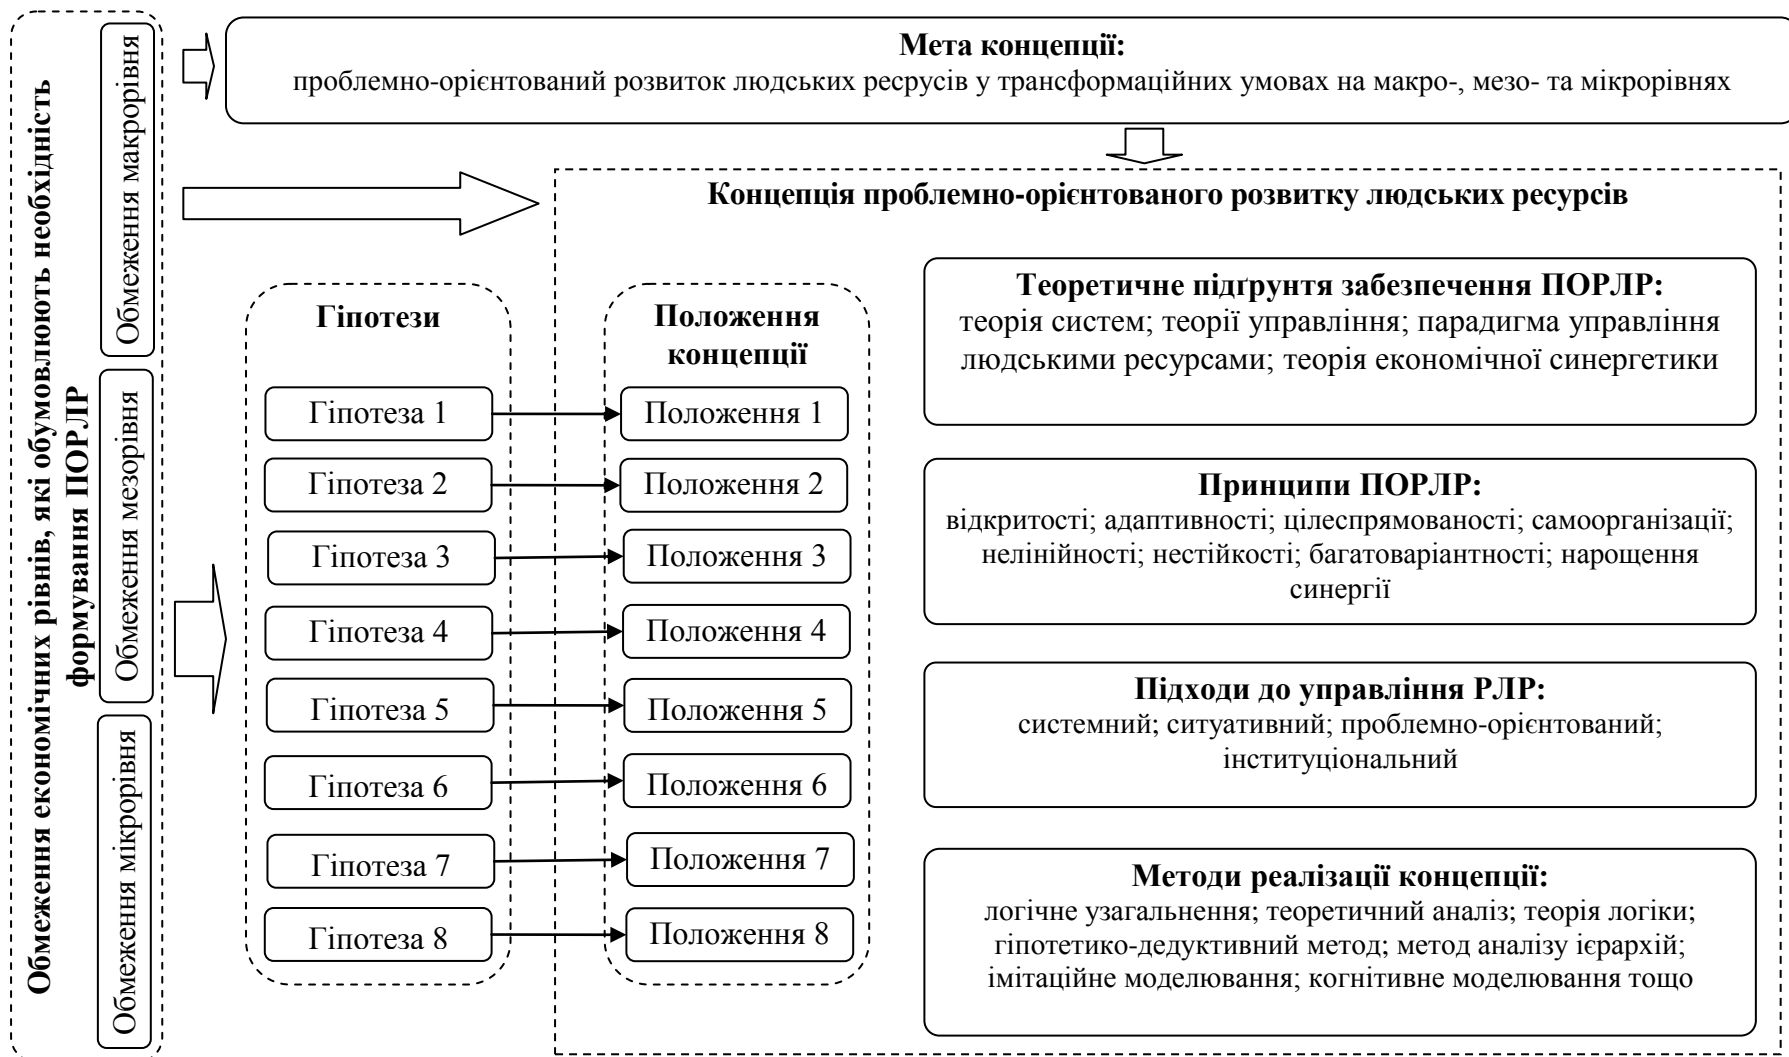 Обмеження економічних рівнів, які обумовлюють необхідність
формування ПОРЛР
Обмеження макрорівня
Обмеження мезорівня
Обмеження мікрорівня
Мета концепції:
проблемно-орієнтований розвиток людських ресрусів у трансформаційних умовах на макро-, мезо- та мікрорівнях
Концепція проблемно-орієнтованого розвитку людських ресурсів
Гіпотези
Гіпотеза 1
Гіпотеза 2
Гіпотеза 3
Гіпотеза 4
Гіпотеза 5
Гіпотеза 6
Гіпотеза 7
Гіпотеза 8
Положення
концепції
Положення 1
Положення 2
Положення 3
Положення 4
Положення 5
Положення 6
Положення 7
Положення 8
Теоретичне підґрунтя забезпечення ПОРЛР:
теорія систем; теорії управління; парадигма управління
людськими ресурсами; теорія економічної синергетики
Принципи ПОРЛР:
відкритості; адаптивності; цілеспрямованості; самоорганізації;
нелінійності; нестійкості; багатоваріантності; нарощення
синергії
Підходи до управління РЛР:
системний; ситуативний; проблемно-орієнтований;
інституціональний
Методи реалізації концепції:
логічне узагальнення; теоретичний аналіз; теорія логіки;
гіпотетико-дедуктивний метод; метод аналізу ієрархій;
імітаційне моделювання; когнітивне моделювання тощо